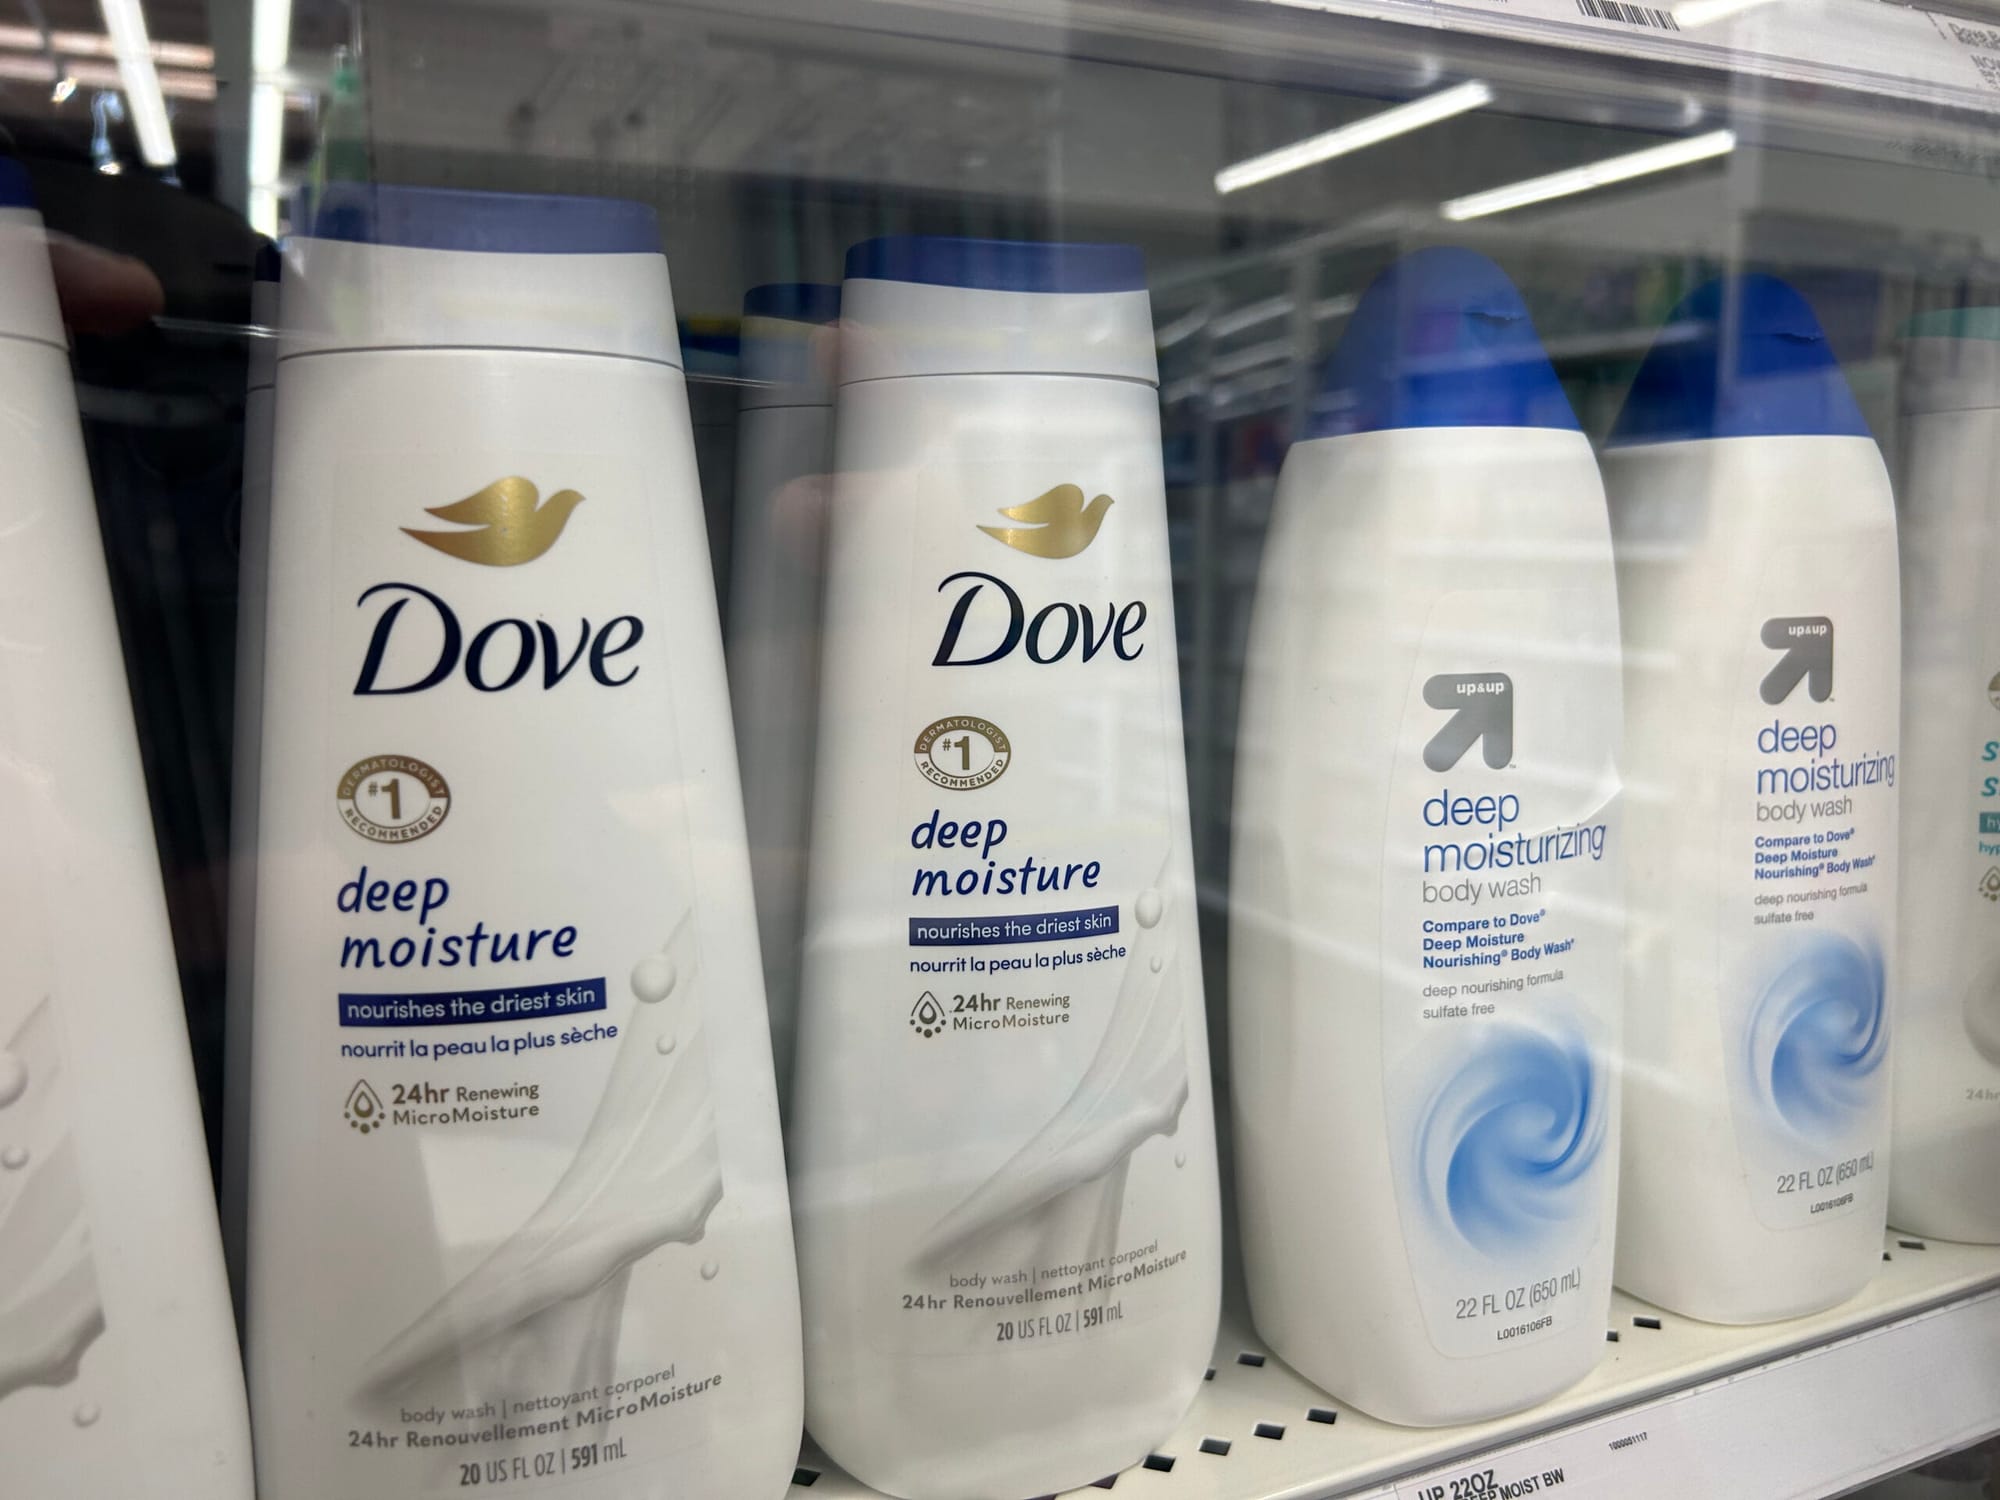 Dove
DERMATOLOGIST
#1
RECOMMENDED
deep
moisture
nourishes the driest skin
nourrit la peau la plus sèche
24hr Renewing
MicroMoisture
body wash | nettoyant corporel
24hr Renouvellement MicroMoisture
20 US FL OZ | 591 mL
Dove
DERMATOLOGIST
#1
RECOMMENDED
deep
moisture
nourishes the driest skin
nourrit la peau la plus sèche
24hr Renewing
MicroMoisture
body wash | nettoyant corporel
24hr Renouvellement MicroMoisture
20 US FL OZ | 591 mL
up&up
deep
moisturizing
body wash
Compare to Dove®
Deep Moisture
Nourishing® Body Wash*
deep nourishing formula
sulfate free
22 FL OZ (650 mL)
L0016106FB
up&up
deep
moisturizing
body wash
Compare to Dove®
Deep Moisture
Nourishing® Body Wash*
deep nourishing formula
sulfate free
22 FL OZ (650 mL)
L0016106FB
24hr
1000051117
UP 22OZ
MOIST BW